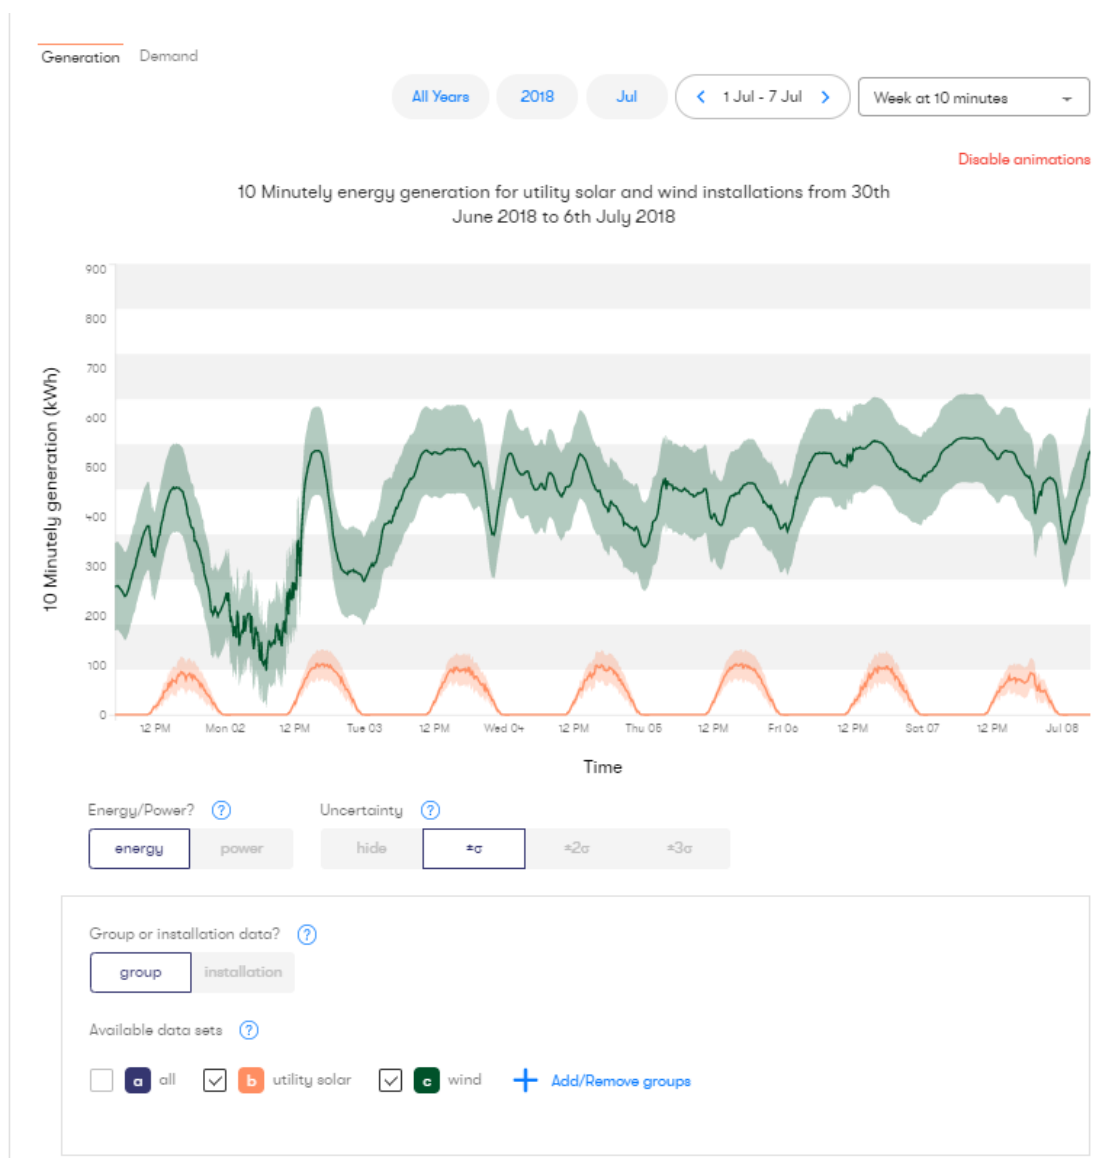 Generation Demand
All Years 2018 Jul 1 Jul - 7 Jul Week at 10 minutes
Disable animations
10 Minutely energy generation for utility solar and wind installations from 30th
June 2018 to 6th July 2018
900
800
700
600
500
400
300
200
100
0
10 Minutely generation (kWh)
12 PM Mon 02 12 PM Tue 03 12 PM Wed 04 12 PM Thu 05 12 PM Fri 06 12 PM Sat 07 12 PM Jul 08
Time
Energy/Power? ? Uncertainty ?
energy power hide ±σ ±2σ ±3σ
Group or installation data? ?
group installation
Available data sets ?
a all b utility solar c wind + Add/Remove groups